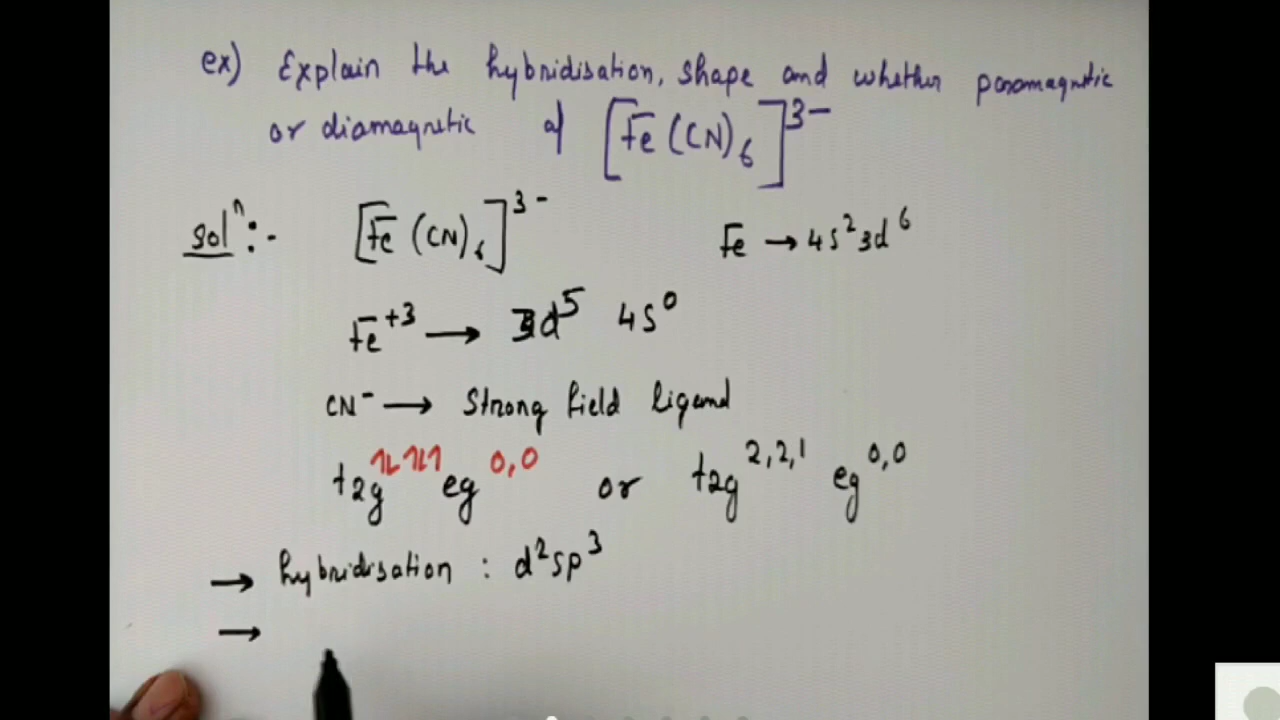 ex) Explain the hybridisation, shape and whether paramagnetic
or diamagnetic of [Fe(CN)₆]³⁻
solⁿ:- [Fe(CN)₆]³⁻ Fe → 4s²3d⁶
Fe⁺³ → 3d⁵ 4s⁰
CN⁻ → Strong field ligand
t₂g^⥮⥮↿ eg^0,0 or t₂g^2,2,1 eg^0,0
→ hybridisation : d²sp³
→